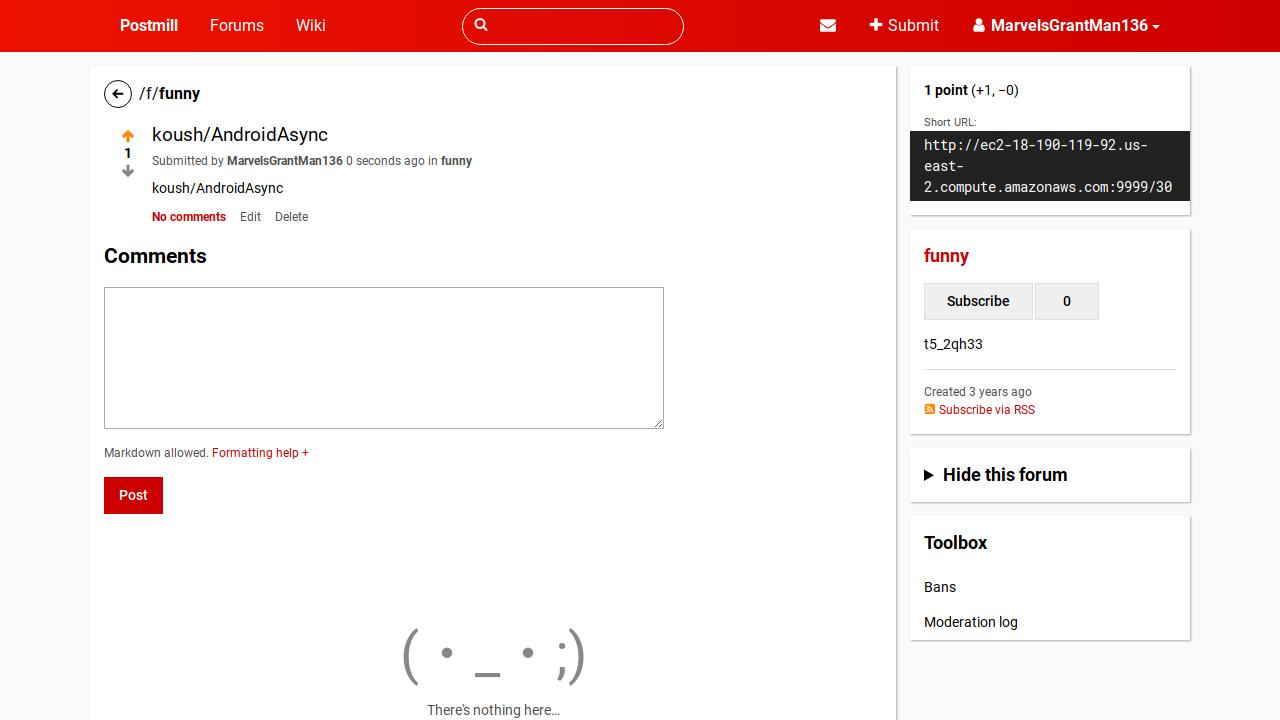 Postmill Forums Wiki Submit MarvelsGrantMan136
/f/funny
koush/AndroidAsync
1
Submitted by MarvelsGrantMan136 0 seconds ago in funny
koush/AndroidAsync
No comments Edit Delete
Comments
Markdown allowed. Formatting help +
Post
( • _ • ;)
There's nothing here…
1 point (+1, −0)
Short URL:
http://ec2-18-190-119-92.us-
east-
2.compute.amazonaws.com:9999/30
funny
Subscribe 0
t5_2qh33
Created 3 years ago
Subscribe via RSS
Hide this forum
Toolbox
Bans
Moderation log